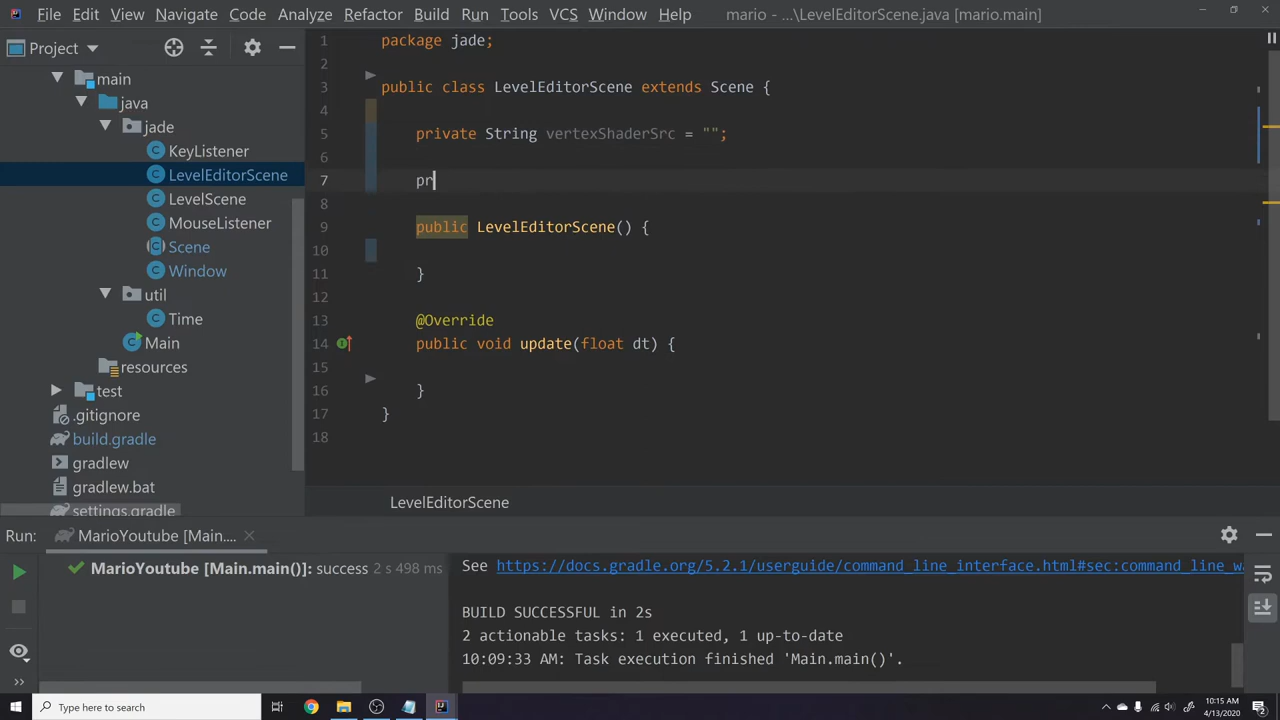 File Edit View Navigate Code Analyze Refactor Build Run Tools VCS Window Help mario - ...\LevelEditorScene.java [mario.main]
Project
main
java
jade
KeyListener
LevelEditorScene
LevelScene
MouseListener
Scene
Window
util
Time
Main
resources
test
.gitignore
build.gradle
gradlew
gradlew.bat
settings.gradle
1 package jade;
2
3 public class LevelEditorScene extends Scene {
4
5 private String vertexShaderSrc = "";
6
7 pr
8
9 public LevelEditorScene() {
10
11 }
12
13 @Override
14 public void update(float dt) {
15
16 }
17 }
18
LevelEditorScene
Run: MarioYoutube [Main....
MarioYoutube [Main.main()]: success 2 s 498 ms
See https://docs.gradle.org/5.2.1/userguide/command_line_interface.html#sec:command_line_wa
BUILD SUCCESSFUL in 2s
2 actionable tasks: 1 executed, 1 up-to-date
10:09:33 AM: Task execution finished 'Main.main()'.
Type here to search
10:15 AM
4/13/2020
2